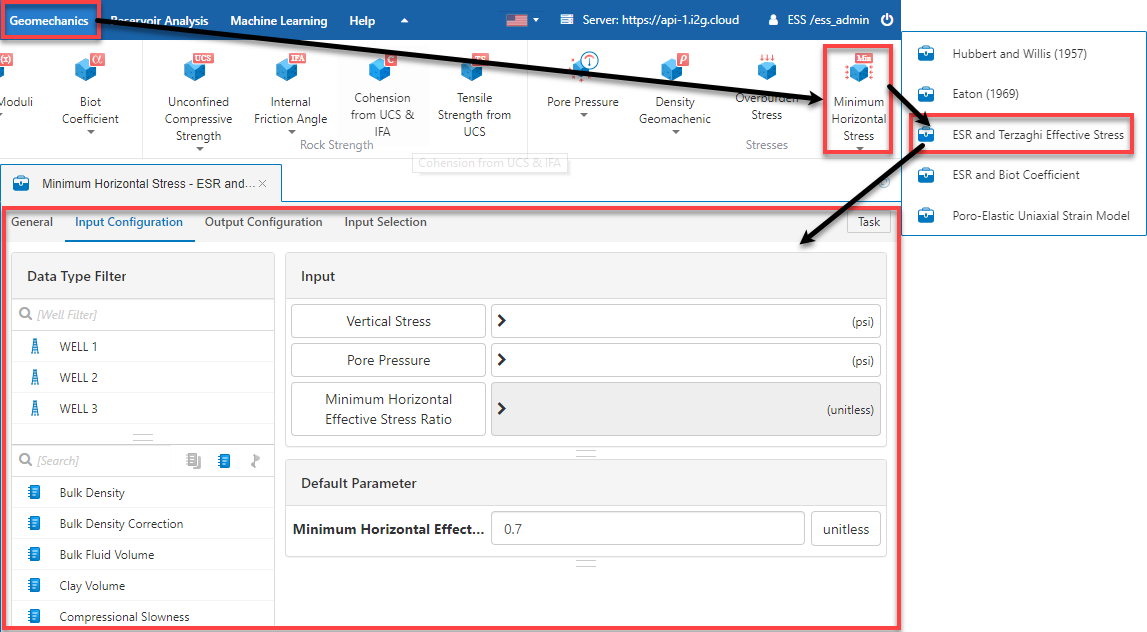 Geomechanics Reservoir Analysis Machine Learning Help Server: https://api-1.i2g.cloud ESS /ess_admin
(x) α UCS IFA C TS ρ Min
Moduli
Biot
Coefficient
Unconfined
Compressive
Strength
Internal
Friction Angle
Cohension
from UCS &
IFA
Tensile
Strength from
UCS
Rock Strength
Pore Pressure
Density
Geomachenic
Overburden
Stress
Minimum
Horizontal
Stress
Stresses
Cohension from UCS & IFA
Hubbert and Willis (1957)
Eaton (1969)
ESR and Terzaghi Effective Stress
ESR and Biot Coefficient
Poro-Elastic Uniaxial Strain Model
Minimum Horizontal Stress - ESR and...
General Input Configuration Output Configuration Input Selection Task
Data Type Filter
[Well Filter]
WELL 1
WELL 2
WELL 3
[Search]
Bulk Density
Bulk Density Correction
Bulk Fluid Volume
Clay Volume
Compressional Slowness
Input
Vertical Stress (psi)
Pore Pressure (psi)
Minimum Horizontal
Effective Stress Ratio (unitless)
Default Parameter
Minimum Horizontal Effect... 0.7 unitless